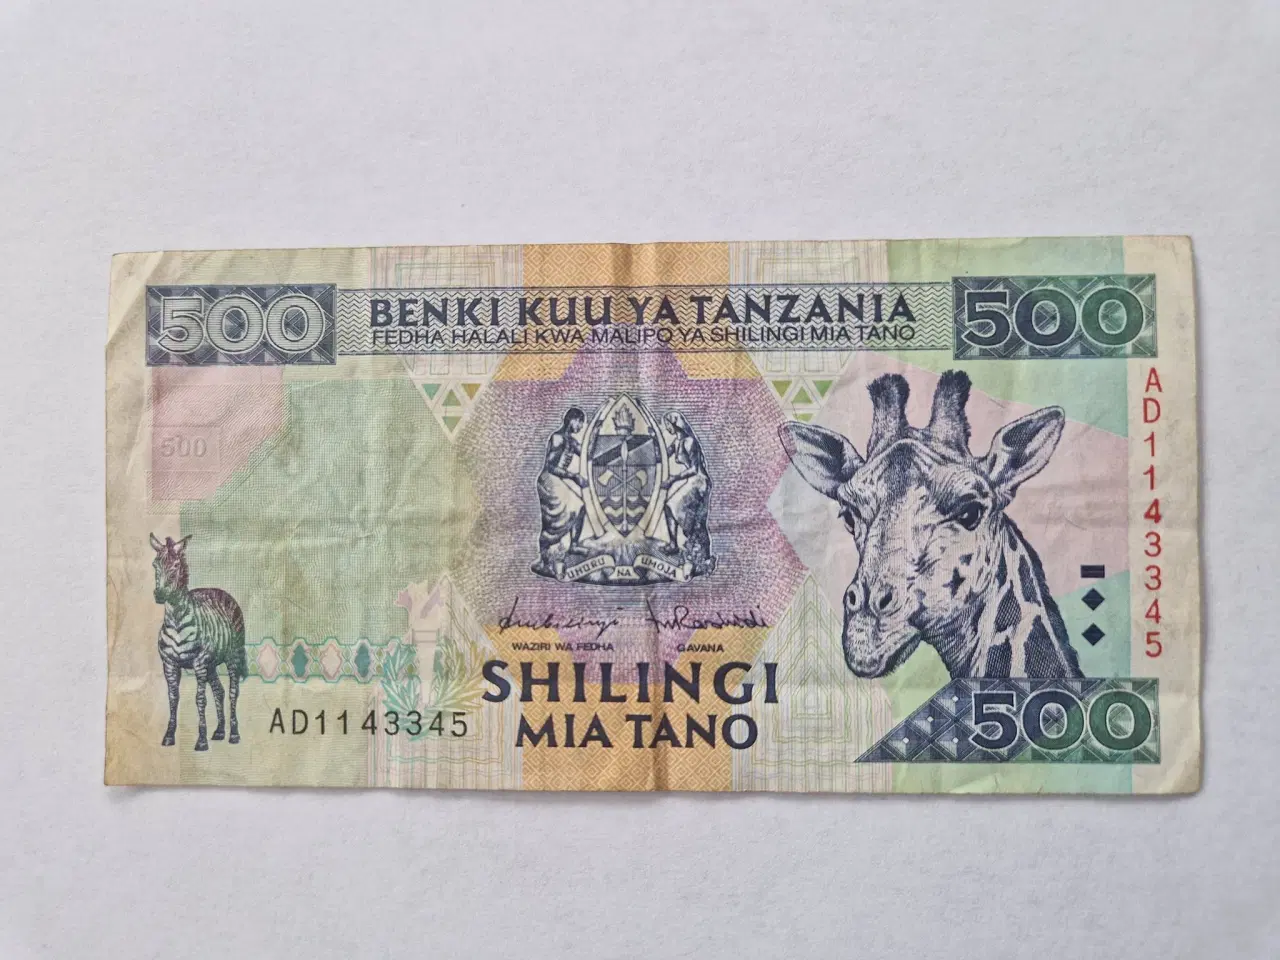 500
BENKI KUU YA TANZANIA
500
FEDHA HALALI KWA MALIPO YA SHILINGI MIA TANO
AD1143345
500
UHURU NA UMOJA
WAZIRI WA FEDHA
GAVANA
SHILINGI
MIA TANO
AD1143345
500